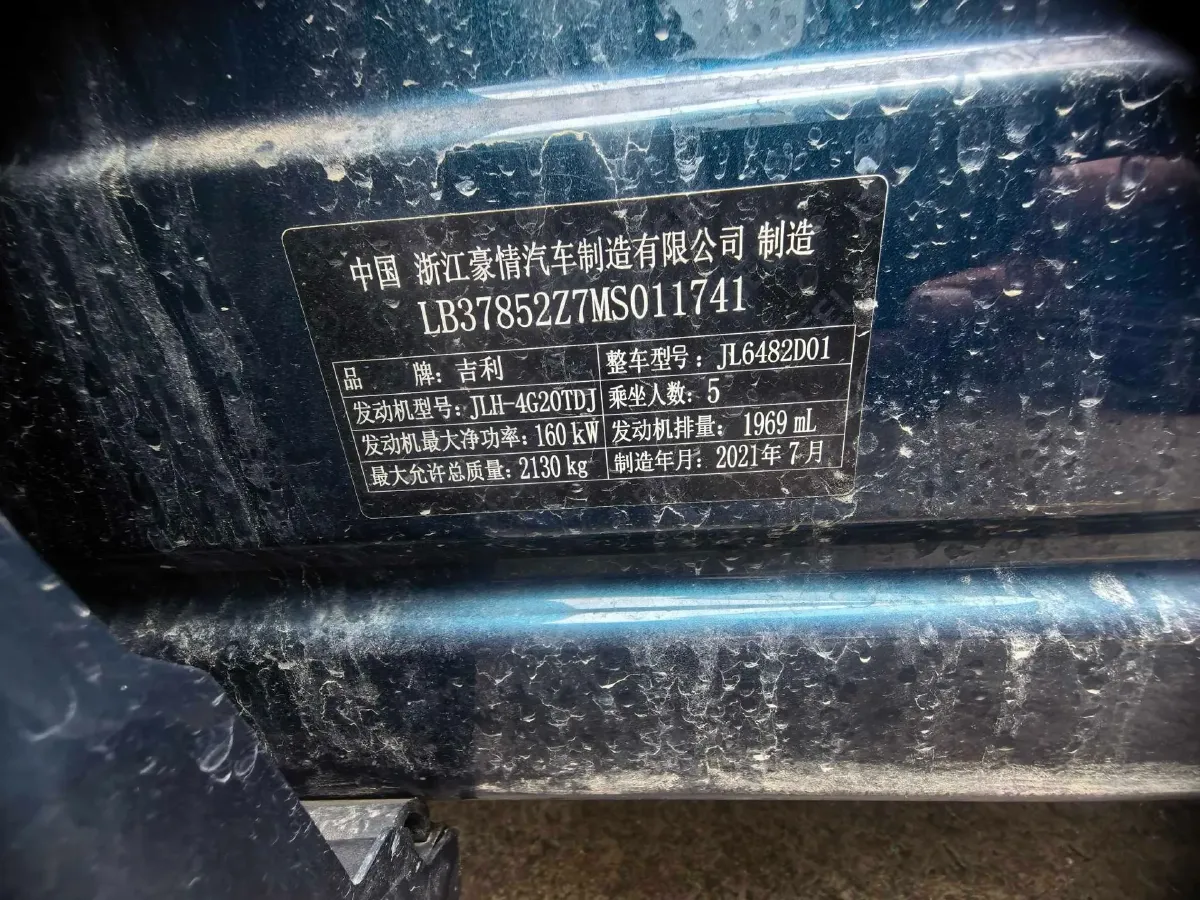 中国 浙江豪情汽车制造有限公司 制造
LB37852Z7MS011741
品 牌: 吉利 整车型号: JL6482D01
发动机型号: JLH-4G20TDJ 乘坐人数: 5
发动机最大净功率: 160 kW 发动机排量: 1969 mL
最大允许总质量: 2130 kg 制造年月: 2021年7月